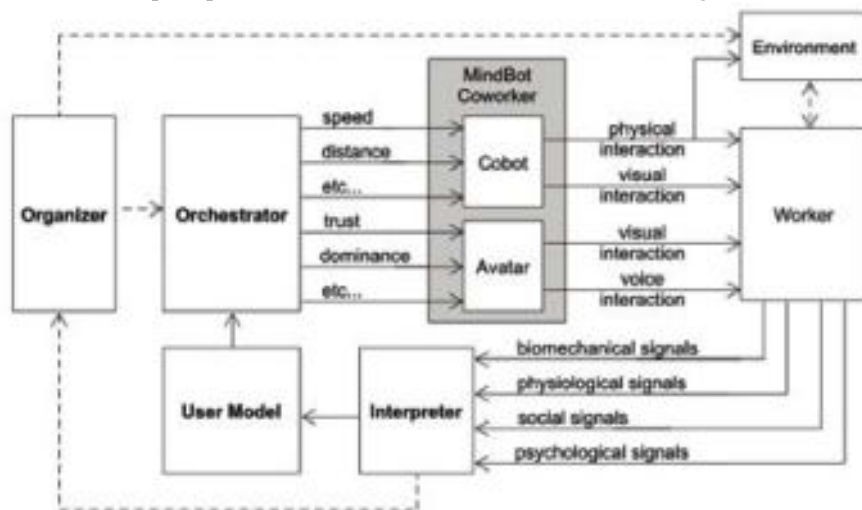 Environment
MindBot
Coworker
speed
distance
etc...
trust
dominance
etc...
Cobot
Avatar
physical
interaction
visual
interaction
visual
interaction
voice
interaction
Organizer
Orchestrator
Worker
biomechanical signals
physiological signals
social signals
psychological signals
User Model
Interpreter